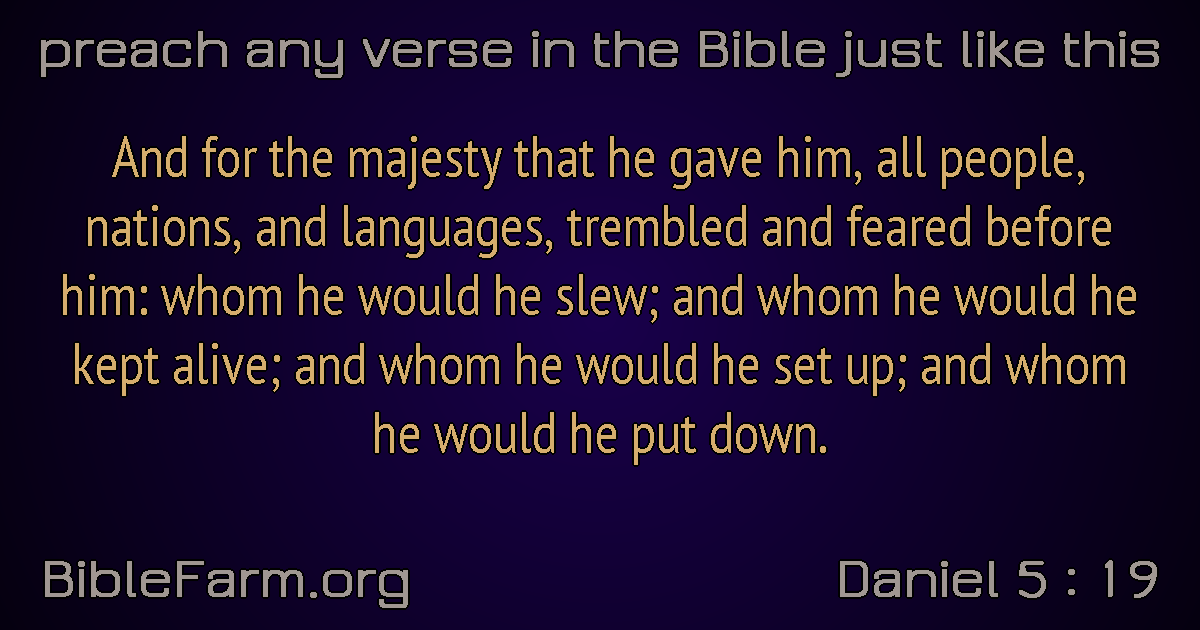 preach any verse in the Bible just like this
And for the majesty that he gave him, all people,
nations, and languages, trembled and feared before
him: whom he would he slew; and whom he would he
kept alive; and whom he would he set up; and whom
he would he put down.
BibleFarm.org
Daniel 5 : 19